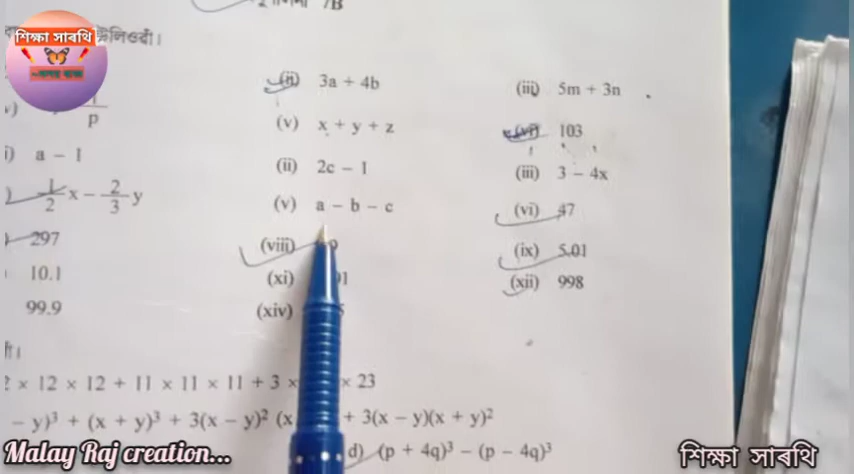 7B
শিক্ষা সাৰথি
লিওৱাঁ।
(ii) 3a + 4b
(iii) 5m + 3n
p
(v) x + y + z
(vi) 103
i) a - 1
(ii) 2c - 1
(iii) 3 - 4x
) 1/2 x - 2/3 y
(v) a - b - c
(vi) 47
297
(viii)
(ix) 5.01
10.1
(xi)
(xii) 998
99.9
(xiv)
× 12 × 12 + 11 × 11 × 11 + 3 × × 23
- y)³ + (x + y)³ + 3(x - y)² (x + 3(x - y)(x + y)²
d) (p + 4q)³ - (p - 4q)³
Malay Raj creation...
শিক্ষা সাৰথি